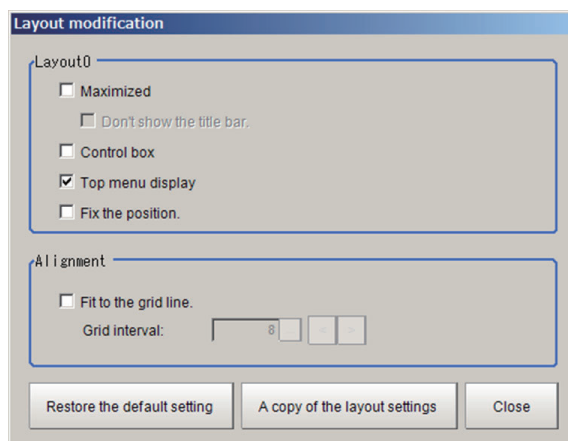 Layout modification
Layout0
Maximized
Don't show the title bar.
Control box
Top menu display
Fix the position.
Alignment
Fit to the grid line.
Grid interval: 8 ... < >
Restore the default setting A copy of the layout settings Close